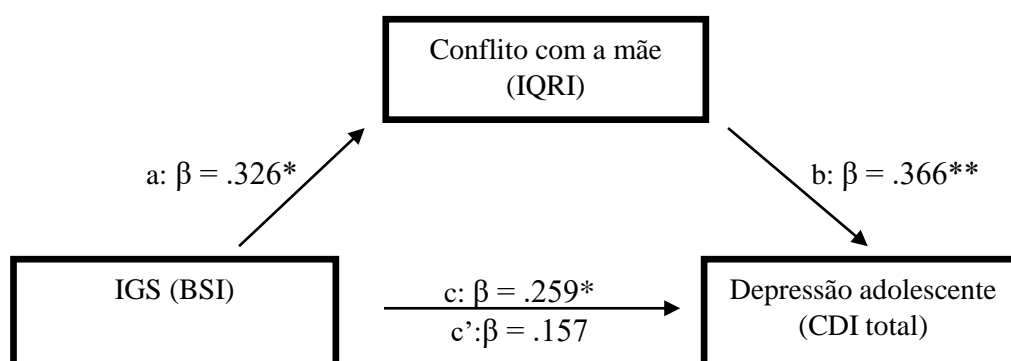 Conflito com a mãe
(IQRI)
a: β = .326*
b: β = .366**
IGS (BSI)
c: β = .259*
c’:β = .157
Depressão adolescente
(CDI total)